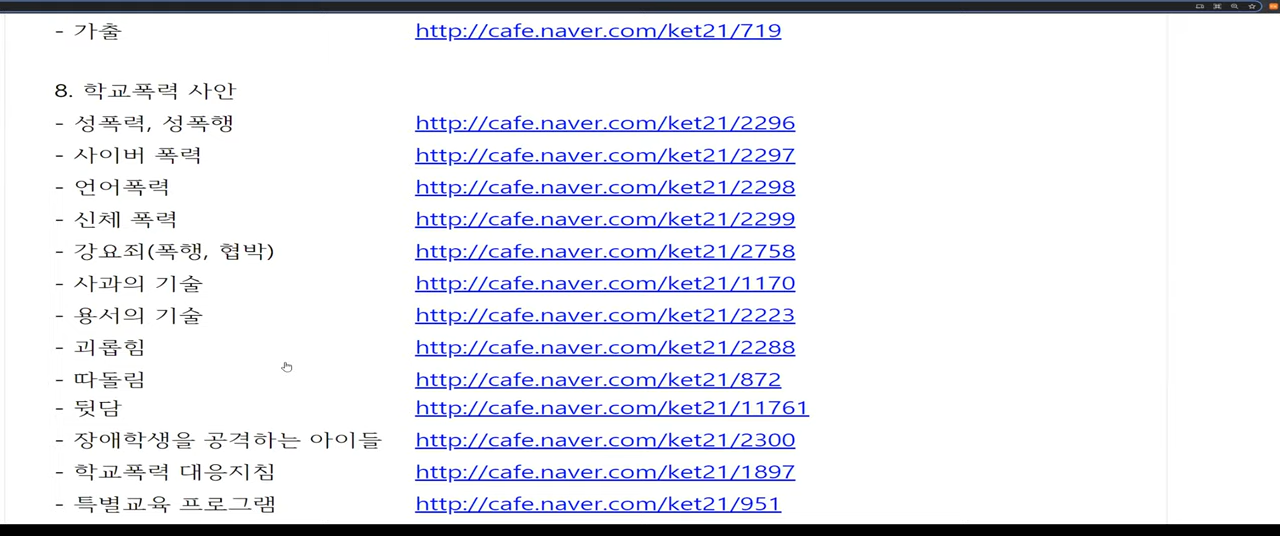 - 가출 http://cafe.naver.com/ket21/719
8. 학교폭력 사안
- 성폭력, 성폭행 http://cafe.naver.com/ket21/2296
- 사이버 폭력 http://cafe.naver.com/ket21/2297
- 언어폭력 http://cafe.naver.com/ket21/2298
- 신체 폭력 http://cafe.naver.com/ket21/2299
- 강요죄(폭행, 협박) http://cafe.naver.com/ket21/2758
- 사과의 기술 http://cafe.naver.com/ket21/1170
- 용서의 기술 http://cafe.naver.com/ket21/2223
- 괴롭힘 http://cafe.naver.com/ket21/2288
- 따돌림 http://cafe.naver.com/ket21/872
- 뒷담 http://cafe.naver.com/ket21/11761
- 장애학생을 공격하는 아이들 http://cafe.naver.com/ket21/2300
- 학교폭력 대응지침 http://cafe.naver.com/ket21/1897
- 특별교육 프로그램 http://cafe.naver.com/ket21/951